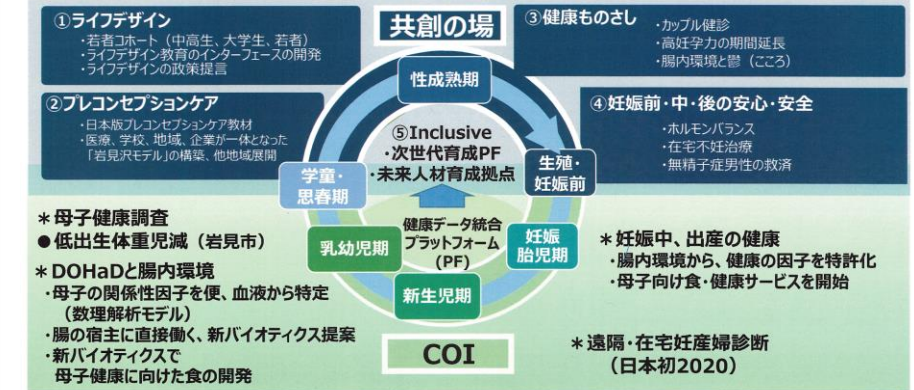 ①ライフデザイン
・若者コホート（中高生、大学生、若者）
・ライフデザイン教育のインターフェースの開発
・ライフデザインの政策提言
②プレコンセプションケア
・日本版プレコンセプションケア教材
・医療、学校、地域、企業が一体となった
「岩見沢モデル」の構築、他地域展開
共創の場
③健康ものさし
・カップル健診
・高妊孕力の期間延長
・腸内環境と鬱（こころ）
④妊娠前・中・後の安心・安全
・ホルモンバランス
・在宅不妊治療
・無精子症男性の救済
性成熟期
⑤Inclusive
・次世代育成PF
・未来人材育成拠点
学童・
思春期
生殖・
妊娠前
健康データ統合
プラットフォーム
(PF)
乳幼児期
妊娠
胎児期
新生児期
COI
＊母子健康調査
●低出生体重児減（岩見市）
＊DOHaDと腸内環境
・母子の関係性因子を便、血液から特定
（数理解析モデル）
・腸の宿主に直接働く、新バイオティクス提案
・新バイオティクスで
母子健康に向けた食の開発
＊妊娠中、出産の健康
・腸内環境から、健康の因子を特許化
・母子向け食・健康サービスを開始
＊遠隔・在宅妊産婦診断
（日本初2020）